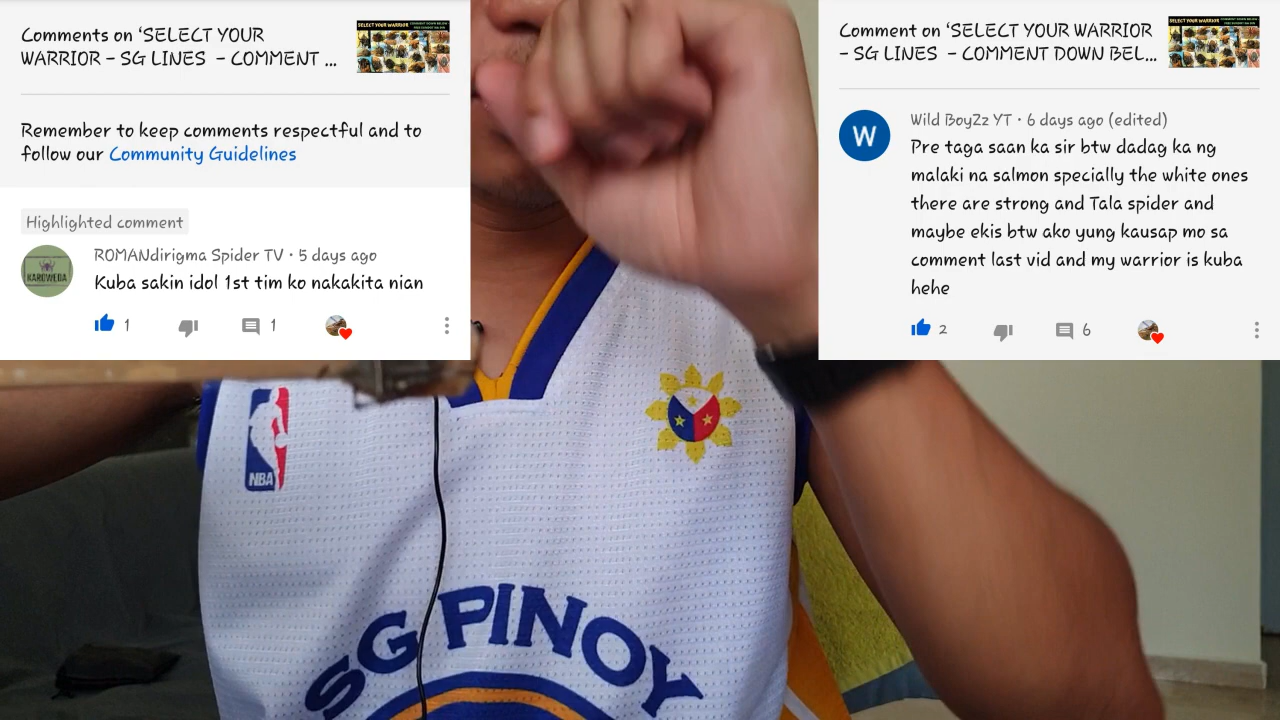 Comments on ‘SELECT YOUR
WARRIOR – SG LINES – COMMENT ...
Remember to keep comments respectful and to
follow our Community Guidelines
Highlighted comment
KARDWEBA
ROMANdirigma Spider TV • 5 days ago
Kuba sakin idol 1st tim ko nakakita nian
1
1
Comment on ‘SELECT YOUR WARRIOR
– SG LINES – COMMENT DOWN BEL...
W
Wild BoyZz YT • 6 days ago (edited)
Pre taga saan ka sir btw dadag ka ng
malaki na salmon specially the white ones
there are strong and Tala spider and
maybe ekis btw ako yung kausap mo sa
comment last vid and my warrior is kuba
hehe
2
6
NBA
SG PINOY